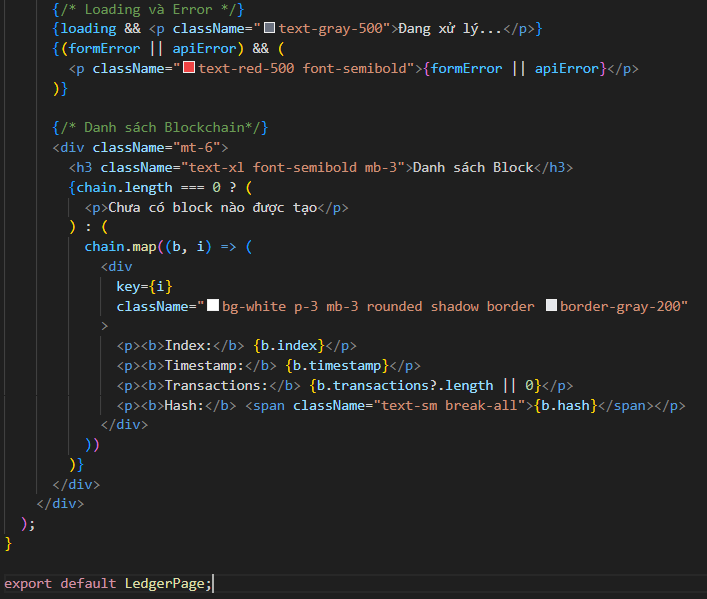 {/* Loading và Error */}
{loading && <p className="text-gray-500">Đang xử lý...</p>}
{(formError || apiError) && (
<p className="text-red-500 font-semibold">{formError || apiError}</p>
)}
{/* Danh sách Blockchain*/}
<div className="mt-6">
<h3 className="text-xl font-semibold mb-3">Danh sách Block</h3>
{chain.length === 0 ? (
<p>Chưa có block nào được tạo</p>
) : (
chain.map((b, i) => (
<div
key={i}
className="bg-white p-3 mb-3 rounded shadow border border-gray-200"
>
<p><b>Index:</b> {b.index}</p>
<p><b>Timestamp:</b> {b.timestamp}</p>
<p><b>Transactions:</b> {b.transactions?.length || 0}</p>
<p><b>Hash:</b> <span className="text-sm break-all">{b.hash}</span></p>
</div>
))
)}
</div>
</div>
);
}
export default LedgerPage;